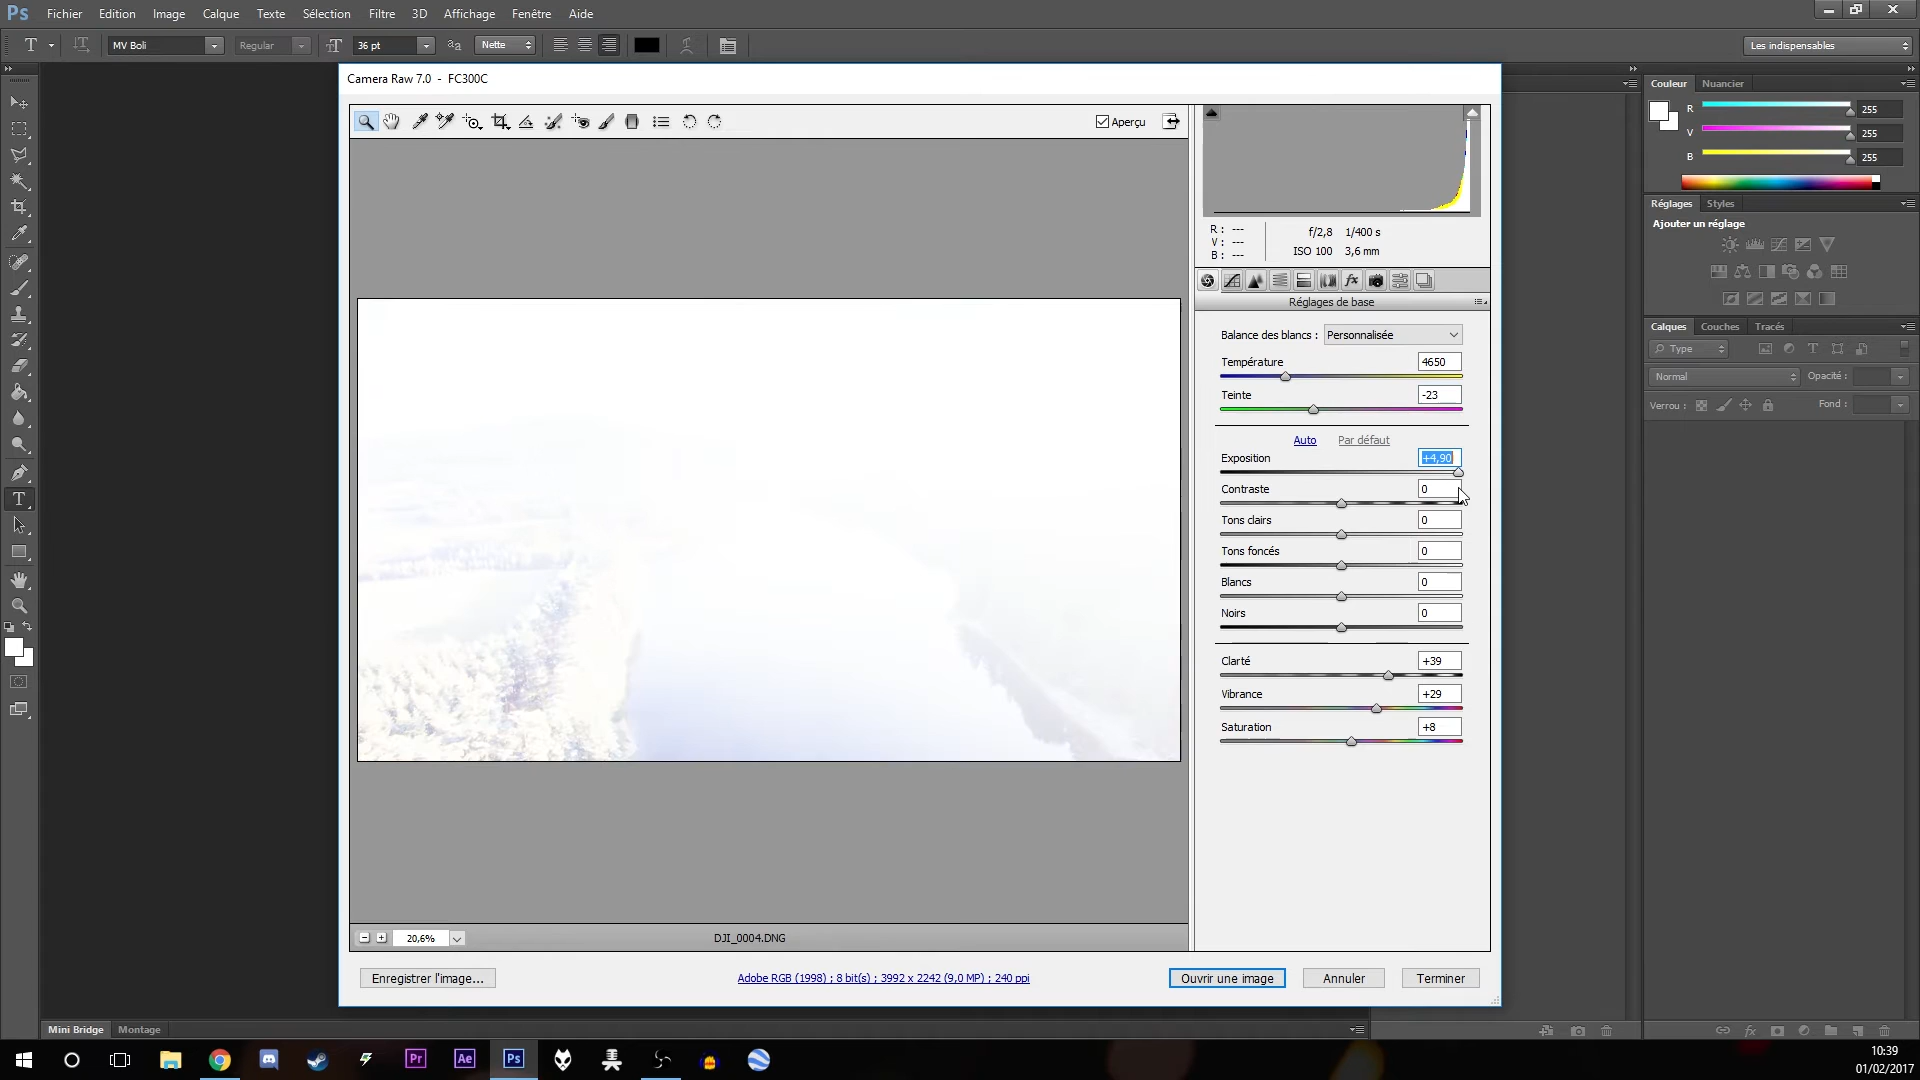 Ps Fichier Edition Image Calque Texte Sélection Filtre 3D Affichage Fenêtre Aide
T MV Boli Regular 36 pt aa Nette Les indispensables
Camera Raw 7.0 - FC300C
Aperçu
R : --- f/2,8 1/400 s
V : ---
B : --- ISO 100 3,6 mm
Réglages de base
Balance des blancs : Personnalisée
Température 4650
Teinte -23
Auto Par défaut
Exposition +4,90
Contraste 0
Tons clairs 0
Tons foncés 0
Blancs 0
Noirs 0
Clarté +39
Vibrance +29
Saturation +8
20,6% DJI_0004.DNG
Enregistrer l'image... Adobe RGB (1998) ; 8 bit(s) ; 3992 x 2242 (9,0 MP) ; 240 ppi Ouvrir une image Annuler Terminer
Couleur Nuancier
R 255
V 255
B 255
Réglages Styles
Ajouter un réglage
Calques Couches Tracés
Type
Normal Opacité :
Verrou : Fond :
Mini Bridge Montage
Pr Ae Ps
10:39
01/02/2017